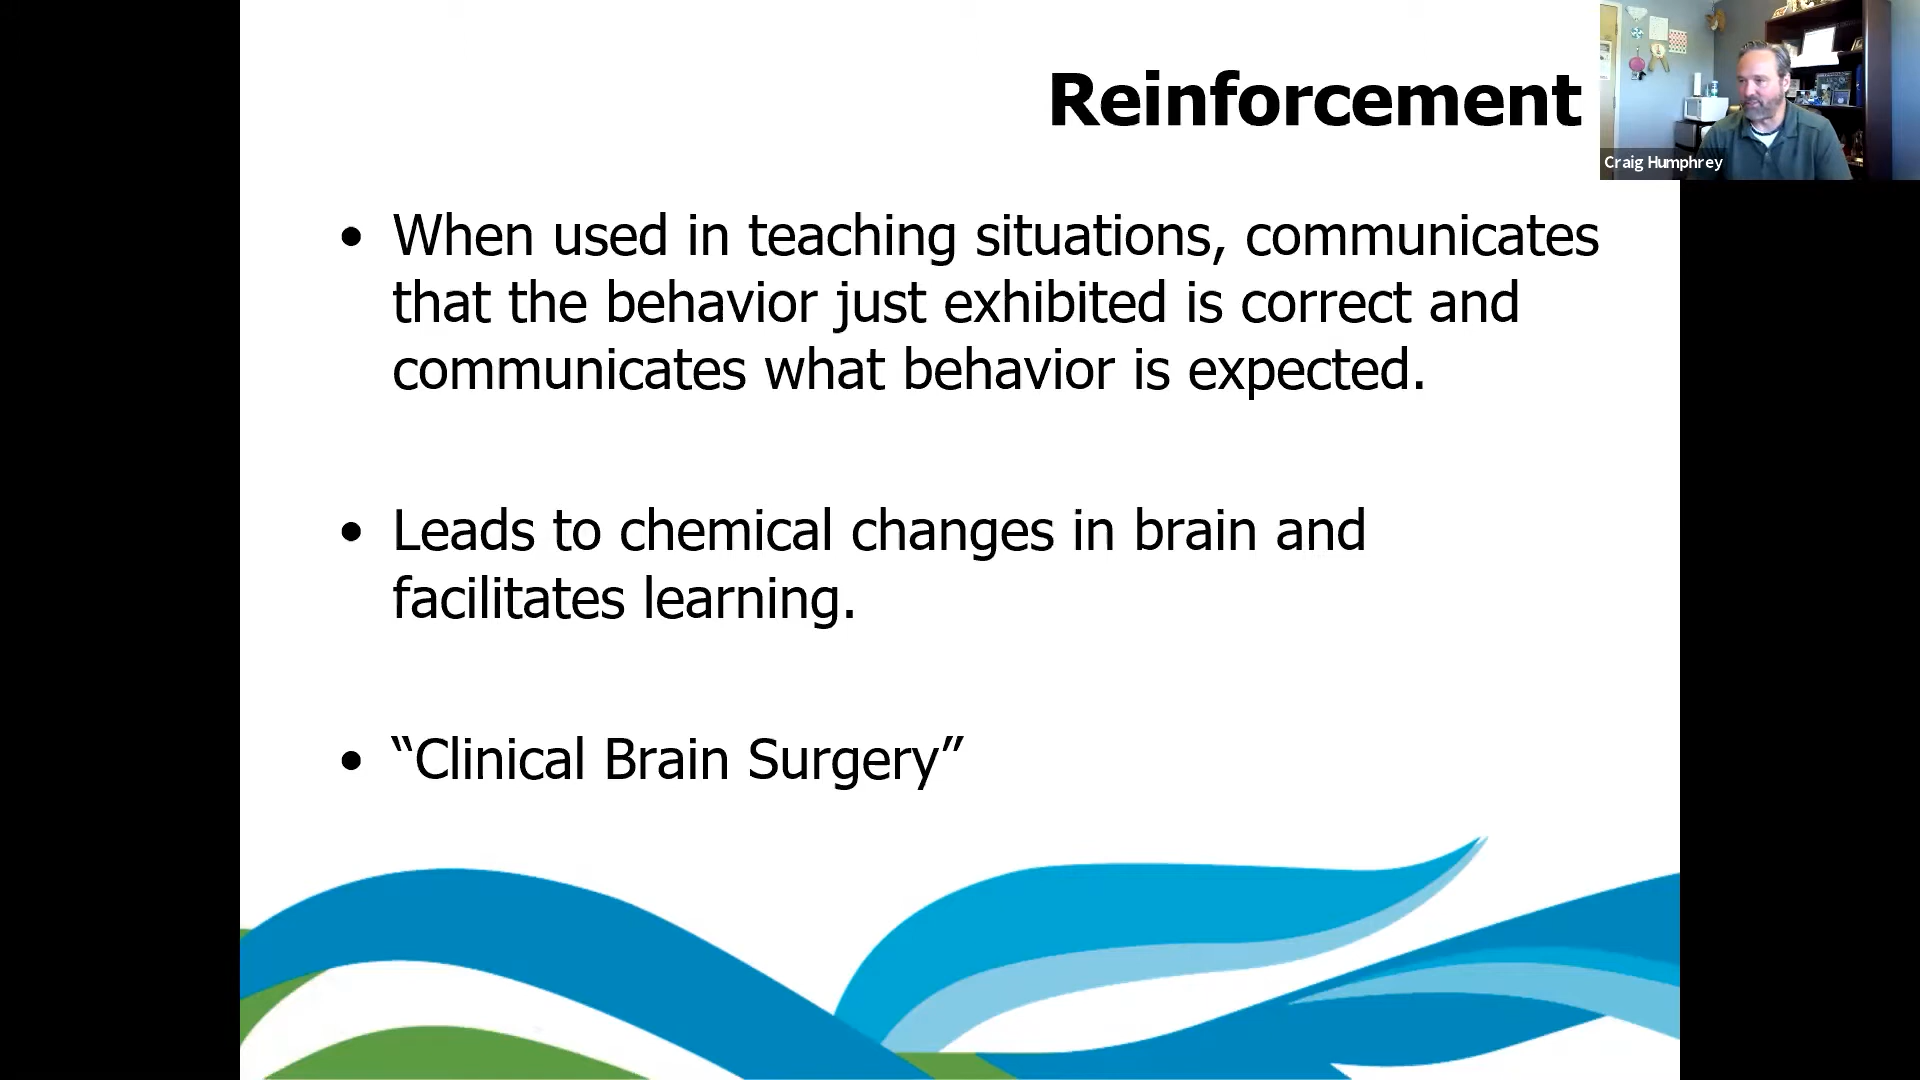 Reinforcement
Craig Humphrey
• When used in teaching situations, communicates
that the behavior just exhibited is correct and
communicates what behavior is expected.
• Leads to chemical changes in brain and
facilitates learning.
• “Clinical Brain Surgery”